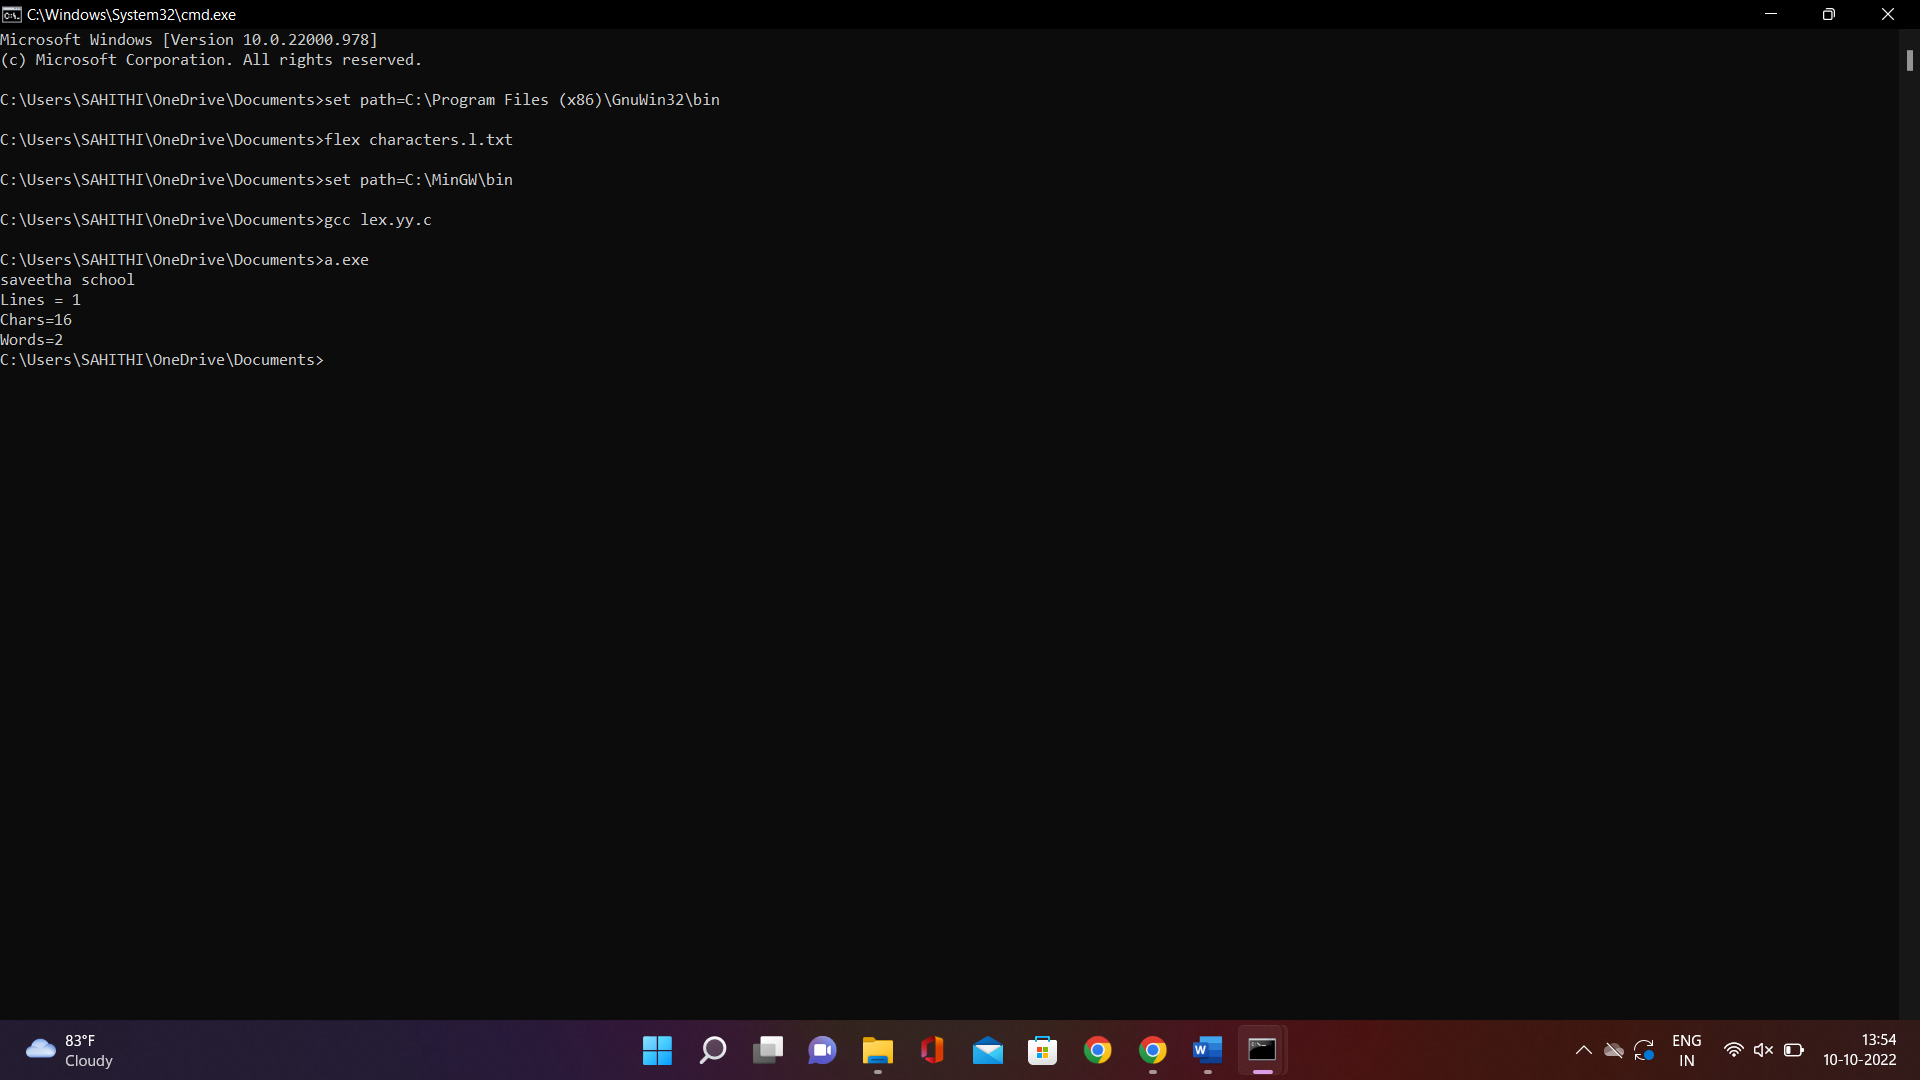 C:\Windows\System32\cmd.exe
Microsoft Windows [Version 10.0.22000.978]
(c) Microsoft Corporation. All rights reserved.
C:\Users\SAHITHI\OneDrive\Documents>set path=C:\Program Files (x86)\GnuWin32\bin
C:\Users\SAHITHI\OneDrive\Documents>flex characters.l.txt
C:\Users\SAHITHI\OneDrive\Documents>set path=C:\MinGW\bin
C:\Users\SAHITHI\OneDrive\Documents>gcc lex.yy.c
C:\Users\SAHITHI\OneDrive\Documents>a.exe
saveetha school
Lines = 1
Chars=16
Words=2
C:\Users\SAHITHI\OneDrive\Documents>
83°F
Cloudy
ENG
IN
13:54
10-10-2022